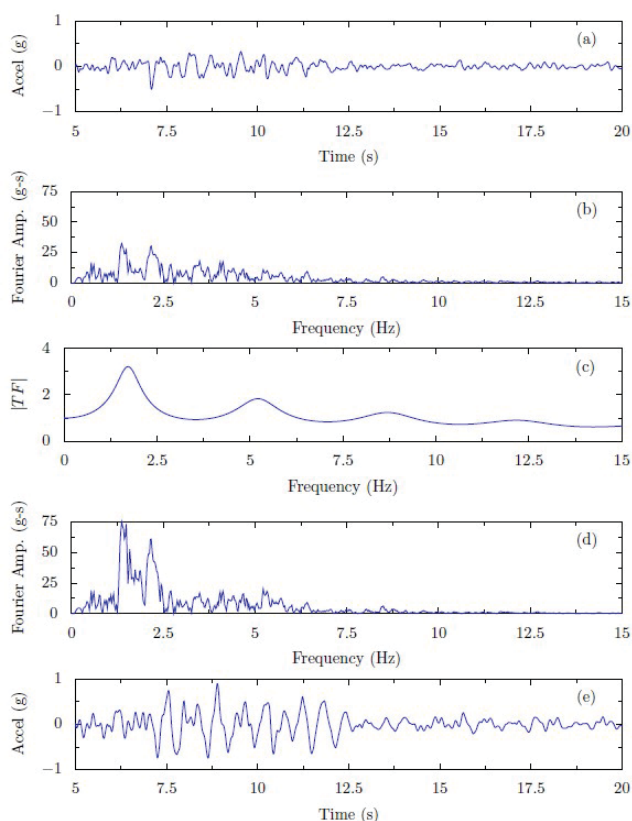 1
Accel (g)
0
(a)
−1
5 7.5 10 12.5 15 17.5 20
Time (s)
75
Fourier Amp. (g-s)
50
(b)
25
0
0 2.5 5 7.5 10 12.5 15
Frequency (Hz)
4
|TF|
2
(c)
0
0 2.5 5 7.5 10 12.5 15
Frequency (Hz)
75
Fourier Amp. (g-s)
50
(d)
25
0
0 2.5 5 7.5 10 12.5 15
Frequency (Hz)
1
Accel (g)
0
(e)
−1
5 7.5 10 12.5 15 17.5 20
Time (s)